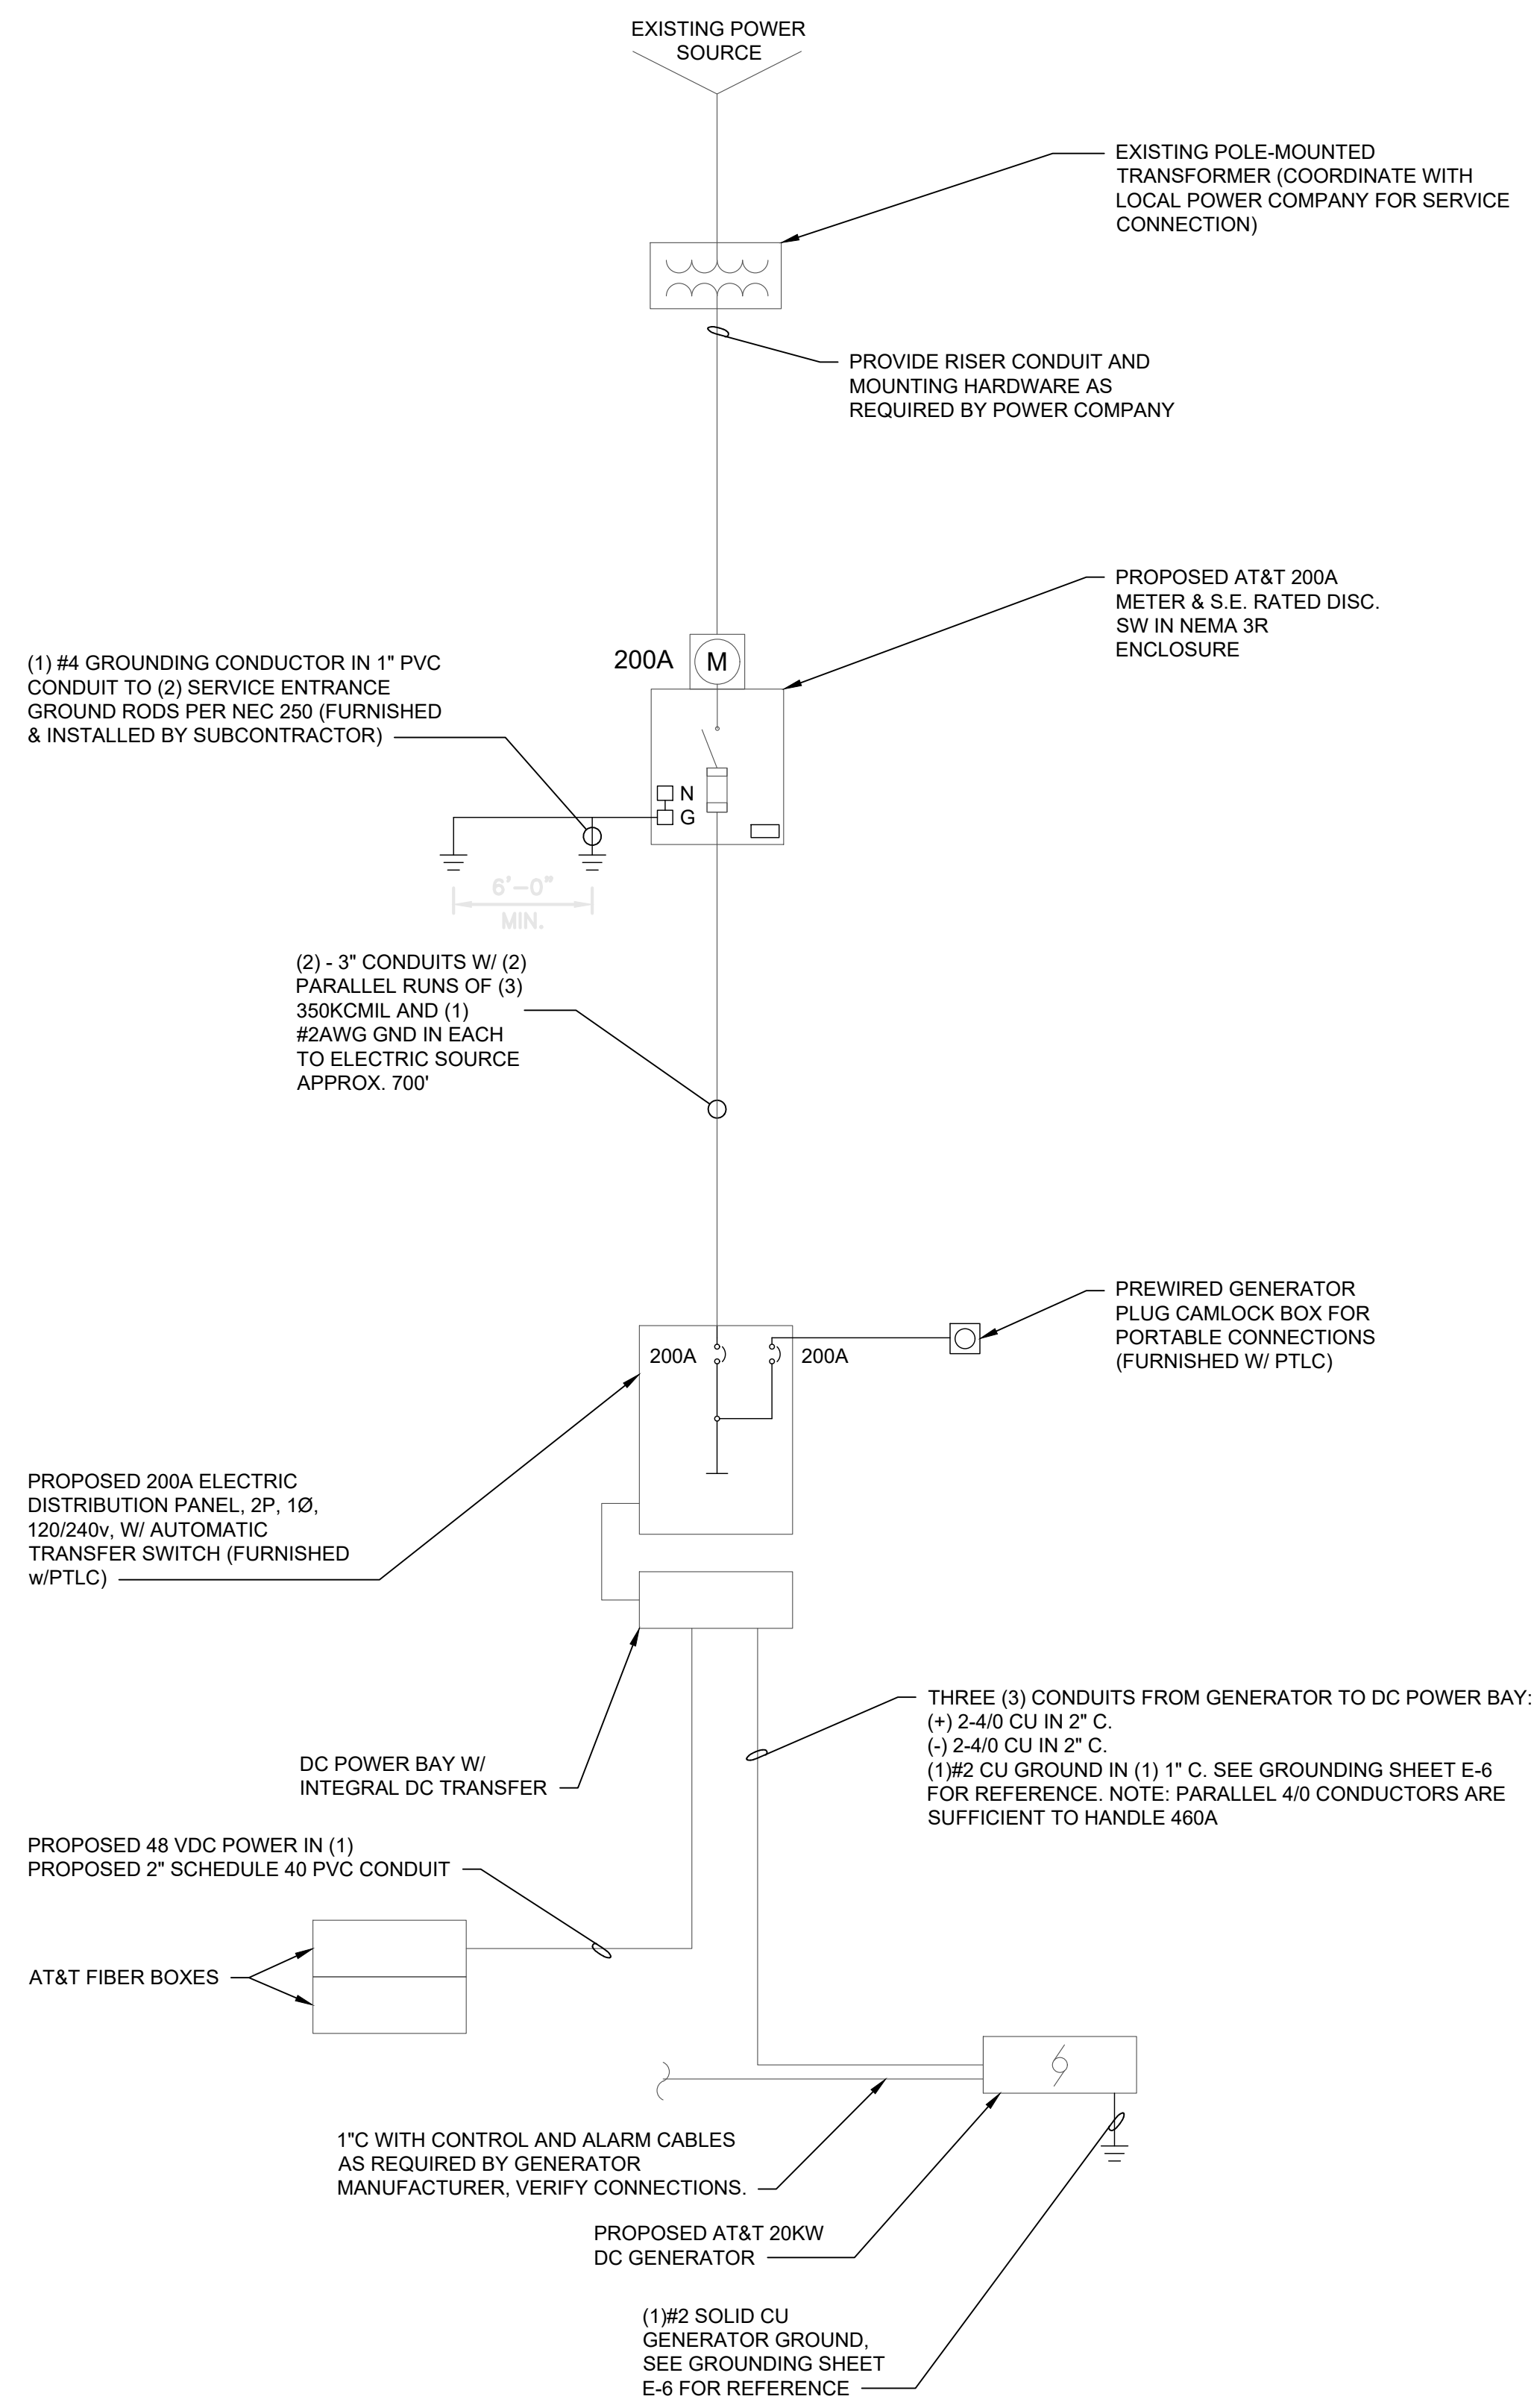 EXISTING POWER
SOURCE
EXISTING POLE-MOUNTED
TRANSFORMER (COORDINATE WITH
LOCAL POWER COMPANY FOR SERVICE
CONNECTION)
PROVIDE RISER CONDUIT AND
MOUNTING HARDWARE AS
REQUIRED BY POWER COMPANY
PROPOSED AT&T 200A
METER & S.E. RATED DISC.
SW IN NEMA 3R
ENCLOSURE
200A
M
(1) #4 GROUNDING CONDUCTOR IN 1" PVC
CONDUIT TO (2) SERVICE ENTRANCE
GROUND RODS PER NEC 250 (FURNISHED
& INSTALLED BY SUBCONTRACTOR)
N
G
6'-0"
MIN.
(2) - 3" CONDUITS W/ (2)
PARALLEL RUNS OF (3)
350KCMIL AND (1)
#2AWG GND IN EACH
TO ELECTRIC SOURCE
APPROX. 700'
PREWIRED GENERATOR
PLUG CAMLOCK BOX FOR
PORTABLE CONNECTIONS
(FURNISHED W/ PTLC)
200A
200A
PROPOSED 200A ELECTRIC
DISTRIBUTION PANEL, 2P, 1Ø,
120/240v, W/ AUTOMATIC
TRANSFER SWITCH (FURNISHED
w/PTLC)
THREE (3) CONDUITS FROM GENERATOR TO DC POWER BAY:
(+) 2-4/0 CU IN 2" C.
(-) 2-4/0 CU IN 2" C.
(1)#2 CU GROUND IN (1) 1" C. SEE GROUNDING SHEET E-6
FOR REFERENCE. NOTE: PARALLEL 4/0 CONDUCTORS ARE
SUFFICIENT TO HANDLE 460A
DC POWER BAY W/
INTEGRAL DC TRANSFER
PROPOSED 48 VDC POWER IN (1)
PROPOSED 2" SCHEDULE 40 PVC CONDUIT
AT&T FIBER BOXES
1"C WITH CONTROL AND ALARM CABLES
AS REQUIRED BY GENERATOR
MANUFACTURER, VERIFY CONNECTIONS.
PROPOSED AT&T 20KW
DC GENERATOR
(1)#2 SOLID CU
GENERATOR GROUND,
SEE GROUNDING SHEET
E-6 FOR REFERENCE